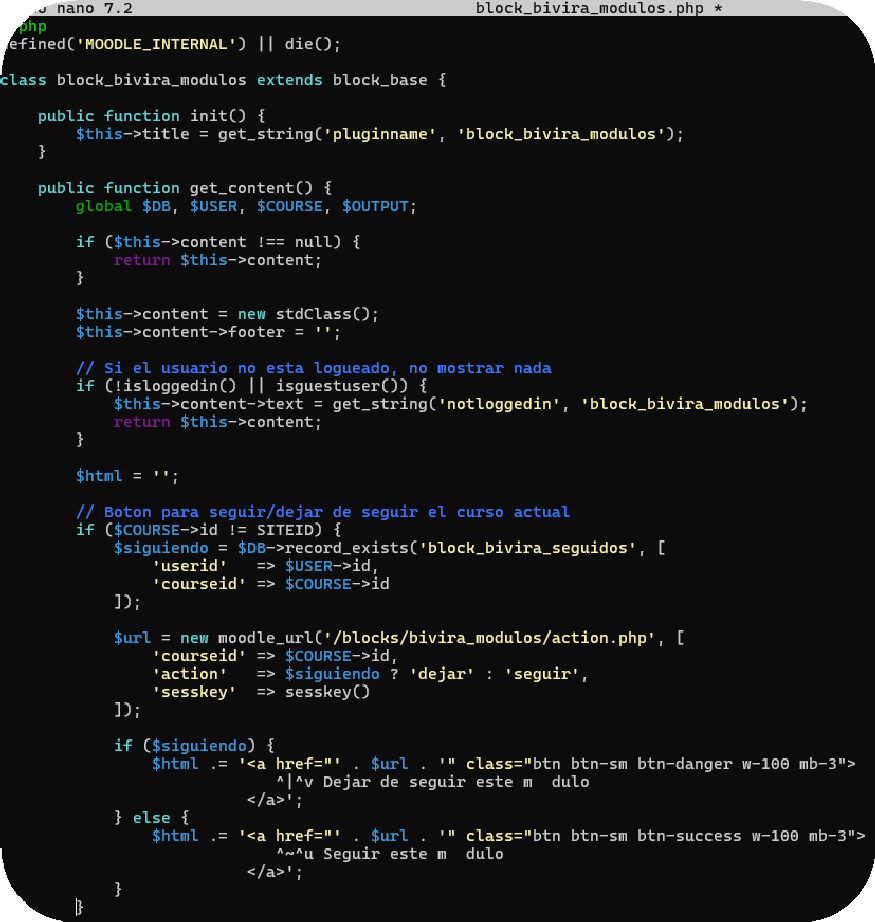 nano 7.2 block_bivira_modulos.php *
php
efined('MOODLE_INTERNAL') || die();
class block_bivira_modulos extends block_base {
public function init() {
$this->title = get_string('pluginname', 'block_bivira_modulos');
}
public function get_content() {
global $DB, $USER, $COURSE, $OUTPUT;
if ($this->content !== null) {
return $this->content;
}
$this->content = new stdClass();
$this->content->footer = '';
// Si el usuario no esta logueado, no mostrar nada
if (!isloggedin() || isguestuser()) {
$this->content->text = get_string('notloggedin', 'block_bivira_modulos');
return $this->content;
}
$html = '';
// Boton para seguir/dejar de seguir el curso actual
if ($COURSE->id != SITEID) {
$siguiendo = $DB->record_exists('block_bivira_seguidos', [
'userid'   => $USER->id,
'courseid' => $COURSE->id
]);
$url = new moodle_url('/blocks/bivira_modulos/action.php', [
'courseid' => $COURSE->id,
'action'   => $siguiendo ? 'dejar' : 'seguir',
'sesskey'  => sesskey()
]);
if ($siguiendo) {
$html .= '<a href="' . $url . '" class="btn btn-sm btn-danger w-100 mb-3">
^|^v Dejar de seguir este m  dulo
</a>';
} else {
$html .= '<a href="' . $url . '" class="btn btn-sm btn-success w-100 mb-3">
^~^u Seguir este m  dulo
</a>';
}
}